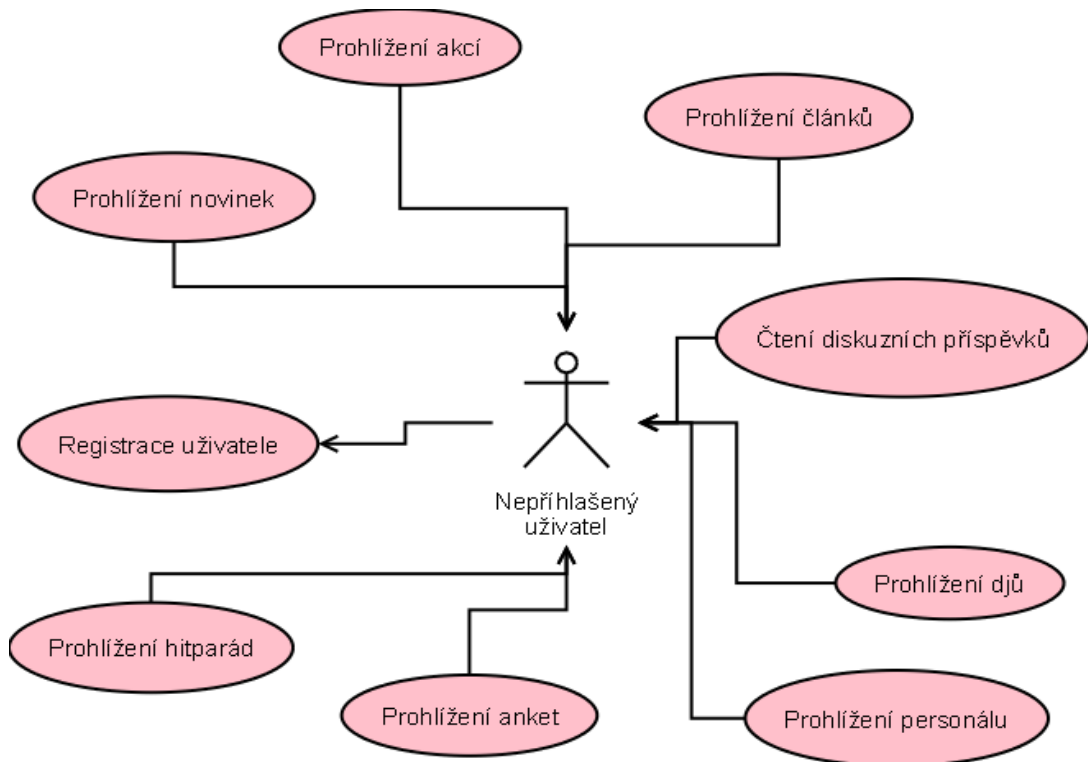 Prohlížení akcí
Prohlížení článků
Prohlížení novinek
Čtení diskuzních příspěvků
Registrace uživatele
Nepříhlašený
uživatel
Prohlížení djů
Prohlížení hitparád
Prohlížení anket
Prohlížení personálu